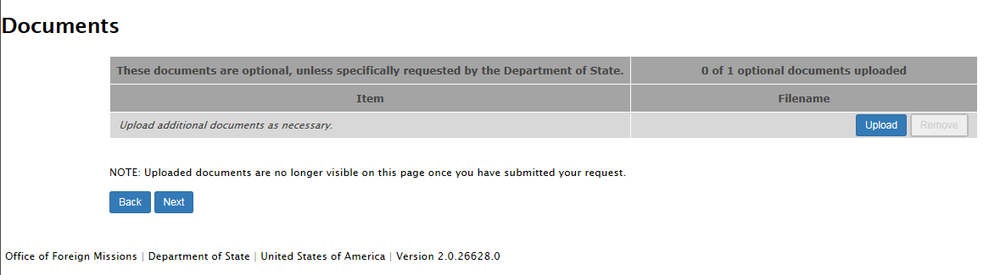 Documents
These documents are optional, unless specifically requested by the Department of State. 0 of 1 optional documents uploaded
Item Filename
Upload additional documents as necessary. Upload Remove
NOTE: Uploaded documents are no longer visible on this page once you have submitted your request.
Back Next
Office of Foreign Missions | Department of State | United States of America | Version 2.0.26628.0